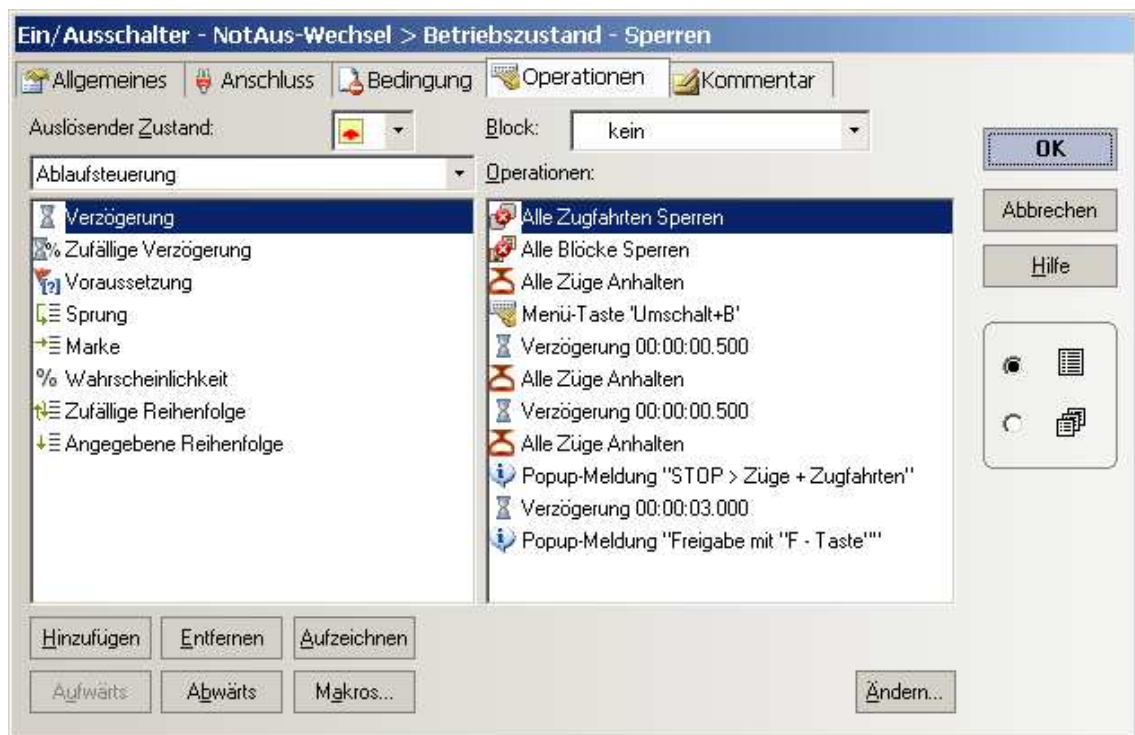 Ein/Ausschalter - NotAus-Wechsel > Betriebszustand - Sperren
Allgemeines Anschluss Bedingung Operationen Kommentar
Auslösender Zustand:
Block: kein
Ablaufsteuerung
Operationen:
Verzögerung
Zufällige Verzögerung
Voraussetzung
Sprung
Marke
Wahrscheinlichkeit
Zufällige Reihenfolge
Angegebene Reihenfolge
Alle Zugfahrten Sperren
Alle Blöcke Sperren
Alle Züge Anhalten
Menü-Taste 'Umschalt+B'
Verzögerung 00:00:00.500
Alle Züge Anhalten
Verzögerung 00:00:00.500
Alle Züge Anhalten
Popup-Meldung "STOP > Züge + Zugfahrten"
Verzögerung 00:00:03.000
Popup-Meldung "Freigabe mit "F - Taste""
OK
Abbrechen
Hilfe
Hinzufügen Entfernen Aufzeichnen
Aufwärts Abwärts Makros...
Ändern...